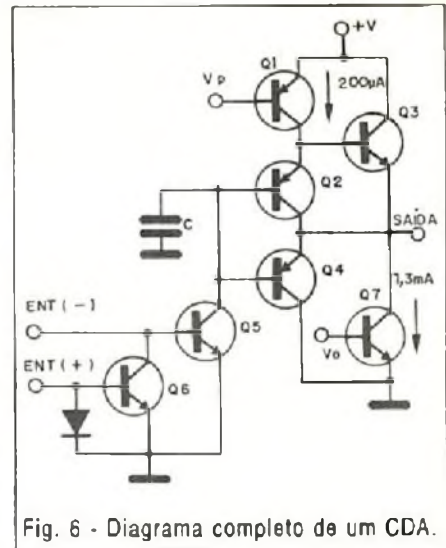 +V
Q1
Vp
200µA
Q3
Q2
C
SAÍDA
Q4
1,3mA
ENT (-)
Q5
Q7
ENT (+)
Vo
Q6
Fig. 6 - Diagrama completo de um CDA.